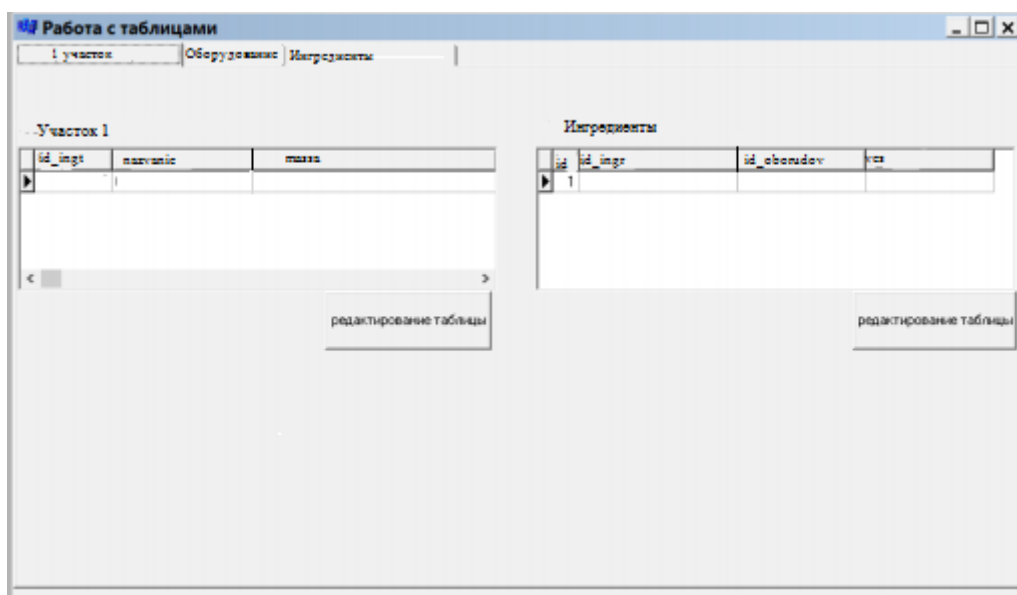 Работа с таблицами
1 участок Оборудование Ингредиенты
Участок 1 Ингредиенты
id_ingr nazvanie massa id id_ingr id_oborudov ves
1
редактирование таблицы редактирование таблицы